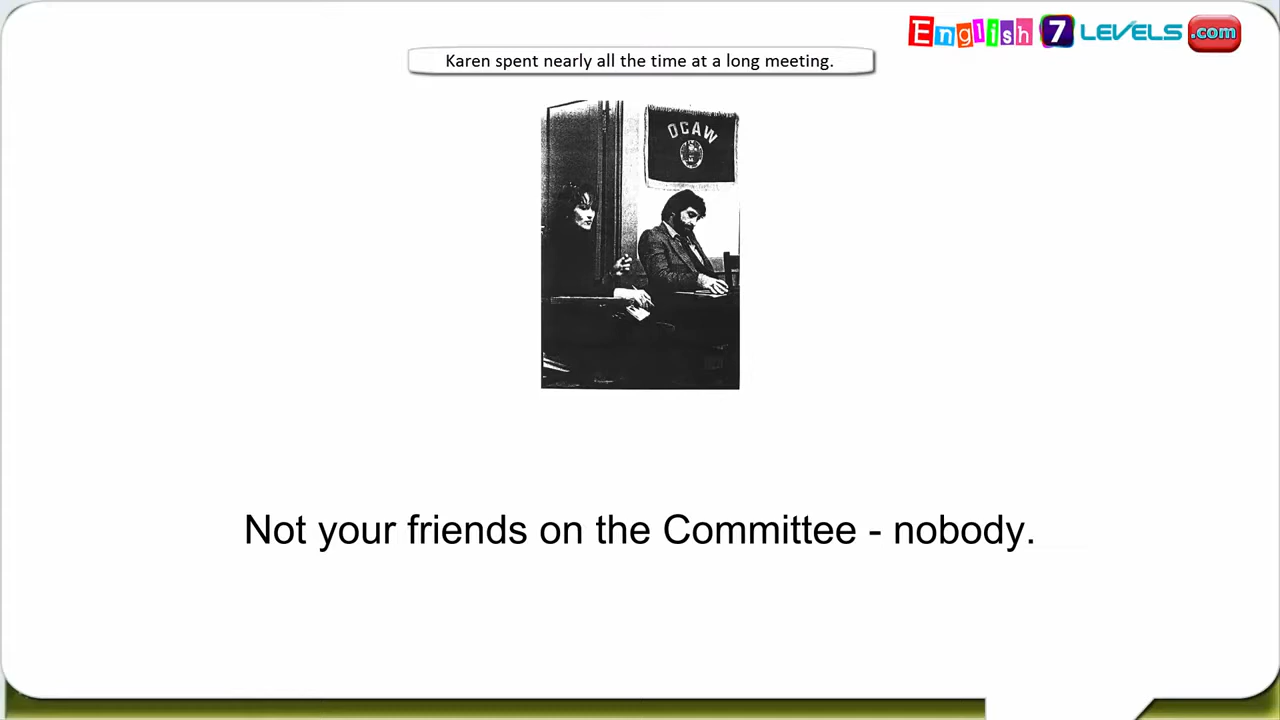 English 7 LEVELS .com
Karen spent nearly all the time at a long meeting.
OCAW
Not your friends on the Committee - nobody.